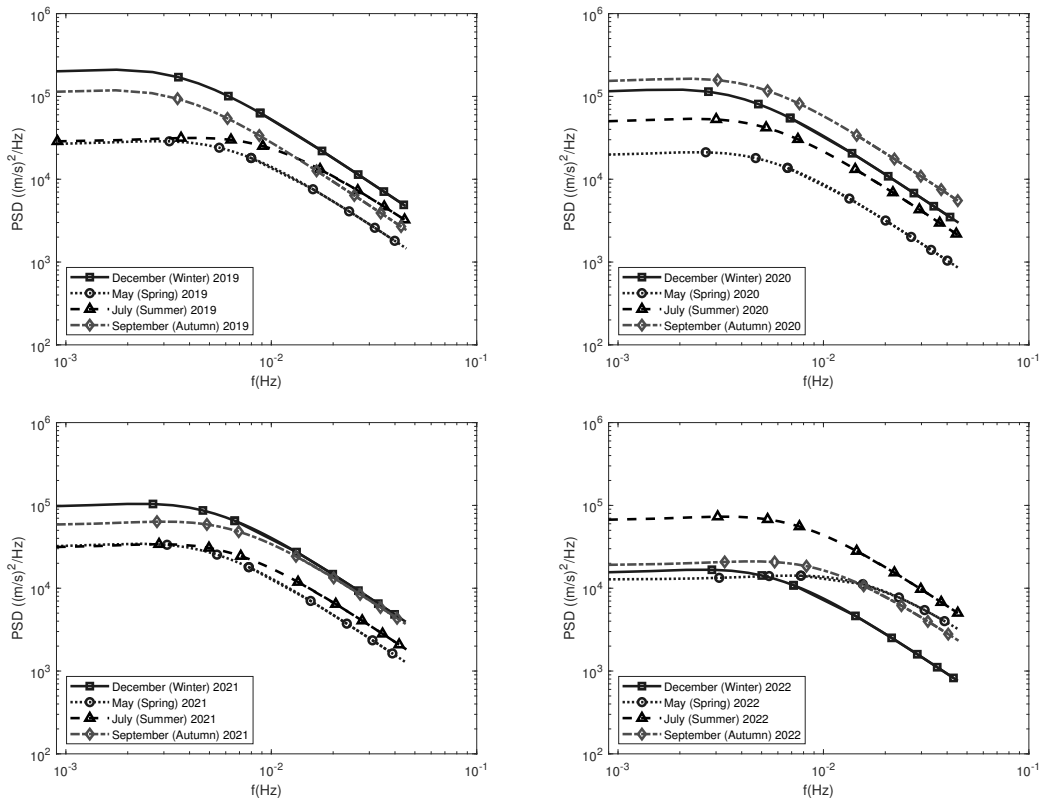 10^6
10^5
10^4
10^3
10^2
PSD ((m/s)^2/Hz)
December (Winter) 2019
May (Spring) 2019
July (Summer) 2019
September (Autumn) 2019
10^-3
10^-2
10^-1
f(Hz)
10^6
10^5
10^4
10^3
10^2
PSD ((m/s)^2/Hz)
December (Winter) 2020
May (Spring) 2020
July (Summer) 2020
September (Autumn) 2020
10^-3
10^-2
10^-1
f(Hz)
10^6
10^5
10^4
10^3
10^2
PSD ((m/s)^2/Hz)
December (Winter) 2021
May (Spring) 2021
July (Summer) 2021
September (Autumn) 2021
10^-3
10^-2
10^-1
f(Hz)
10^6
10^5
10^4
10^3
10^2
PSD ((m/s)^2/Hz)
December (Winter) 2022
May (Spring) 2022
July (Summer) 2022
September (Autumn) 2022
10^-3
10^-2
10^-1
f(Hz)